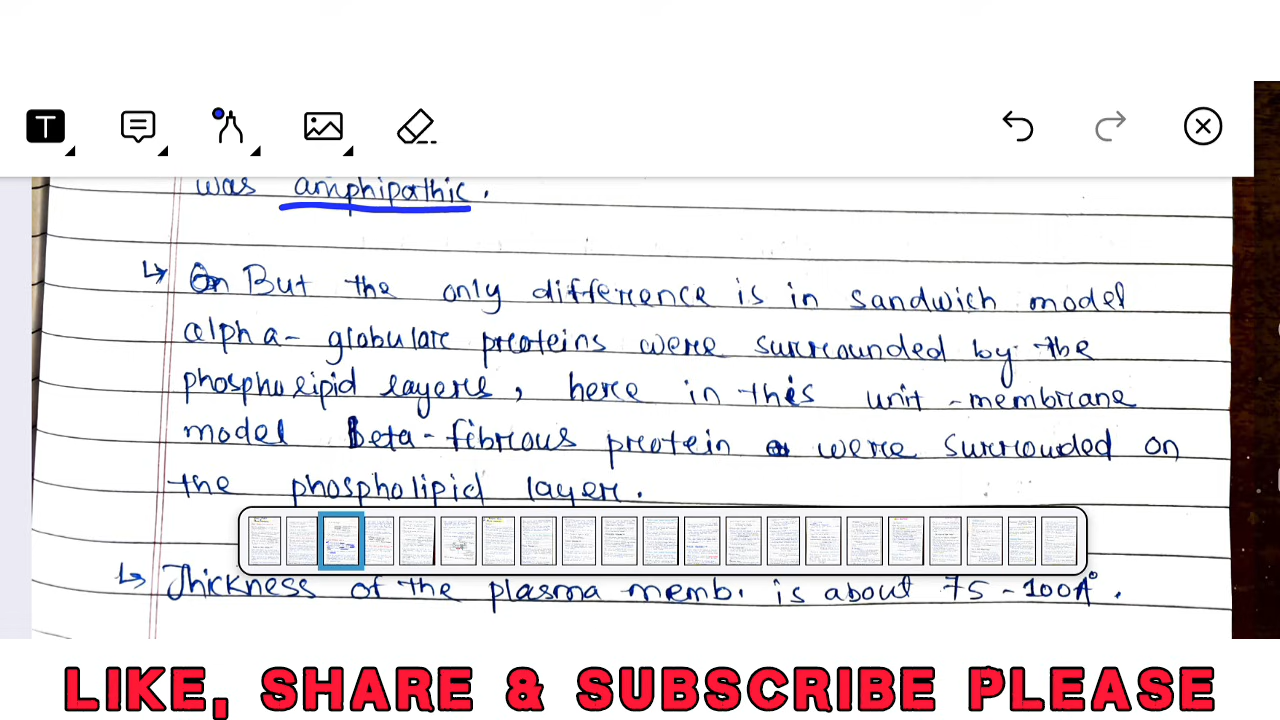 T
was amphipathic.
↳ But the only difference is in sandwich model
alpha- globular proteins were surrounded by the
phospholipid layers, here in this unit-membrane
model Beta-fibrous protein were surrounded on
the phospholipid layer.
↳ Thickness of the plasma memb. is about 75-100A°.
LIKE, SHARE & SUBSCRIBE PLEASE